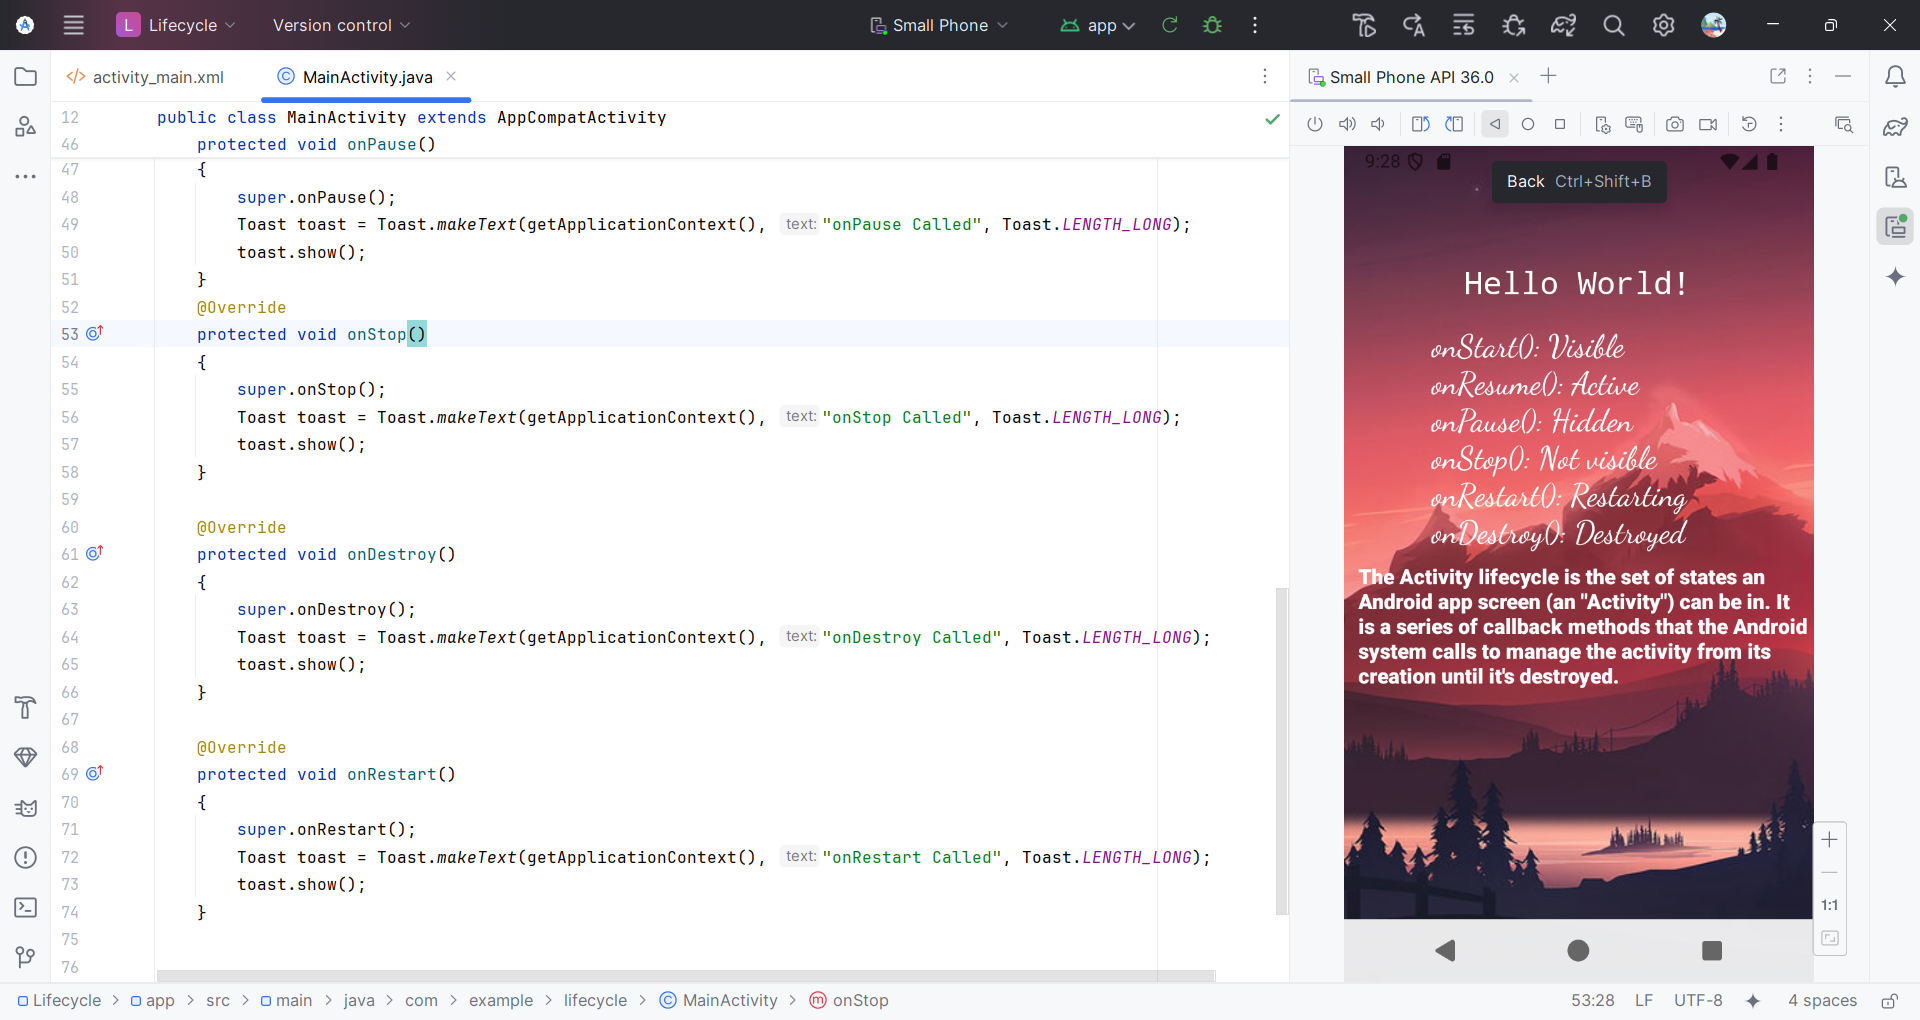 L Lifecycle Version control Small Phone app
activity_main.xml MainActivity.java Small Phone API 36.0
12 public class MainActivity extends AppCompatActivity
46 protected void onPause()
47 {
48 super.onPause();
49 Toast toast = Toast.makeText(getApplicationContext(), text: "onPause Called", Toast.LENGTH_LONG);
50 toast.show();
51 }
52 @Override
53 protected void onStop()
54 {
55 super.onStop();
56 Toast toast = Toast.makeText(getApplicationContext(), text: "onStop Called", Toast.LENGTH_LONG);
57 toast.show();
58 }
59
60 @Override
61 protected void onDestroy()
62 {
63 super.onDestroy();
64 Toast toast = Toast.makeText(getApplicationContext(), text: "onDestroy Called", Toast.LENGTH_LONG);
65 toast.show();
66 }
67
68 @Override
69 protected void onRestart()
70 {
71 super.onRestart();
72 Toast toast = Toast.makeText(getApplicationContext(), text: "onRestart Called", Toast.LENGTH_LONG);
73 toast.show();
74 }
75
76
9:28
Back Ctrl+Shift+B
Hello World!
onStart(): Visible
onResume(): Active
onPause(): Hidden
onStop(): Not visible
onRestart(): Restarting
onDestroy(): Destroyed
The Activity lifecycle is the set of states an
Android app screen (an "Activity") can be in. It
is a series of callback methods that the Android
system calls to manage the activity from its
creation until it's destroyed.
1:1
Lifecycle > app > src > main > java > com > example > lifecycle > C MainActivity > m onStop
53:28 LF UTF-8 4 spaces